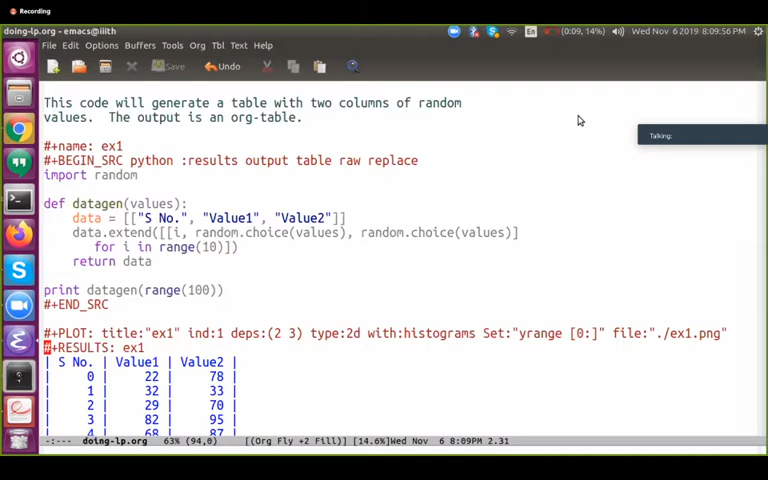 Recording
doing-lp.org - emacs@iiith
En
(0:09, 14%)
Wed Nov 6 2019 8:09:56 PM
File Edit Options Buffers Tools Org Tbl Text Help
Save
Undo
This code will generate a table with two columns of random
values. The output is an org-table.
Talking:
#+name: ex1
#+BEGIN_SRC python :results output table raw replace
import random
def datagen(values):
data = [["S No.", "Value1", "Value2"]]
data.extend([[i, random.choice(values), random.choice(values)]
for i in range(10)])
return data
print datagen(range(100))
#+END_SRC
#+PLOT: title:"ex1" ind:1 deps:(2 3) type:2d with:histograms Set:"yrange [0:]" file:"./ex1.png"
#+RESULTS: ex1
| S No. | Value1 | Value2 |
| 0 | 22 | 78 |
| 1 | 32 | 33 |
| 2 | 29 | 70 |
| 3 | 82 | 95 |
| 4 | 68 | 87 |
-:--- doing-lp.org 63% (94,0) [(Org Fly +2 Fill)] [14.6%]Wed Nov 6 8:09PM 2.31